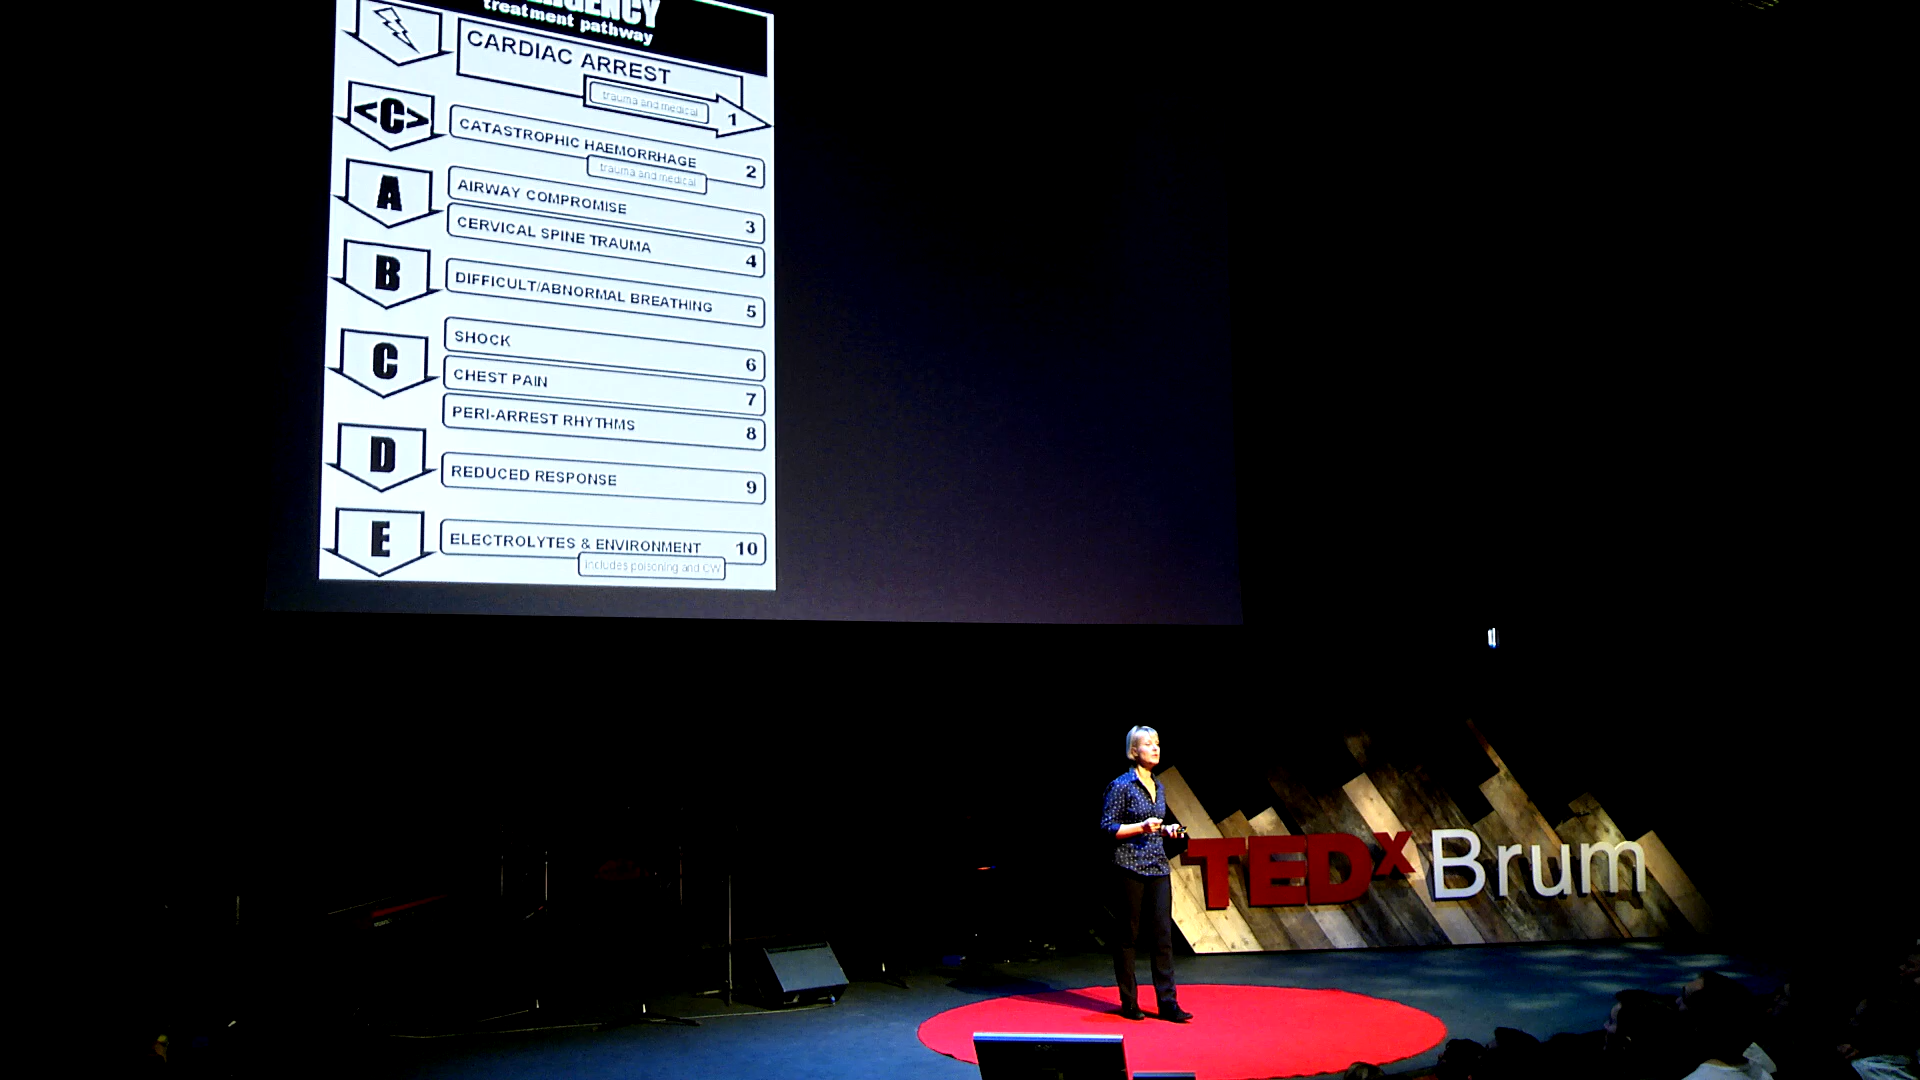 treatment pathway
CARDIAC ARREST
trauma and medical
1
<C>
CATASTROPHIC HAEMORRHAGE
2
trauma and medical
A
AIRWAY COMPROMISE
3
CERVICAL SPINE TRAUMA
4
B
DIFFICULT/ABNORMAL BREATHING
5
C
SHOCK
6
CHEST PAIN
7
PERI-ARREST RHYTHMS
8
D
REDUCED RESPONSE
9
E
ELECTROLYTES & ENVIRONMENT
10
includes poisoning and CW
TEDx Brum